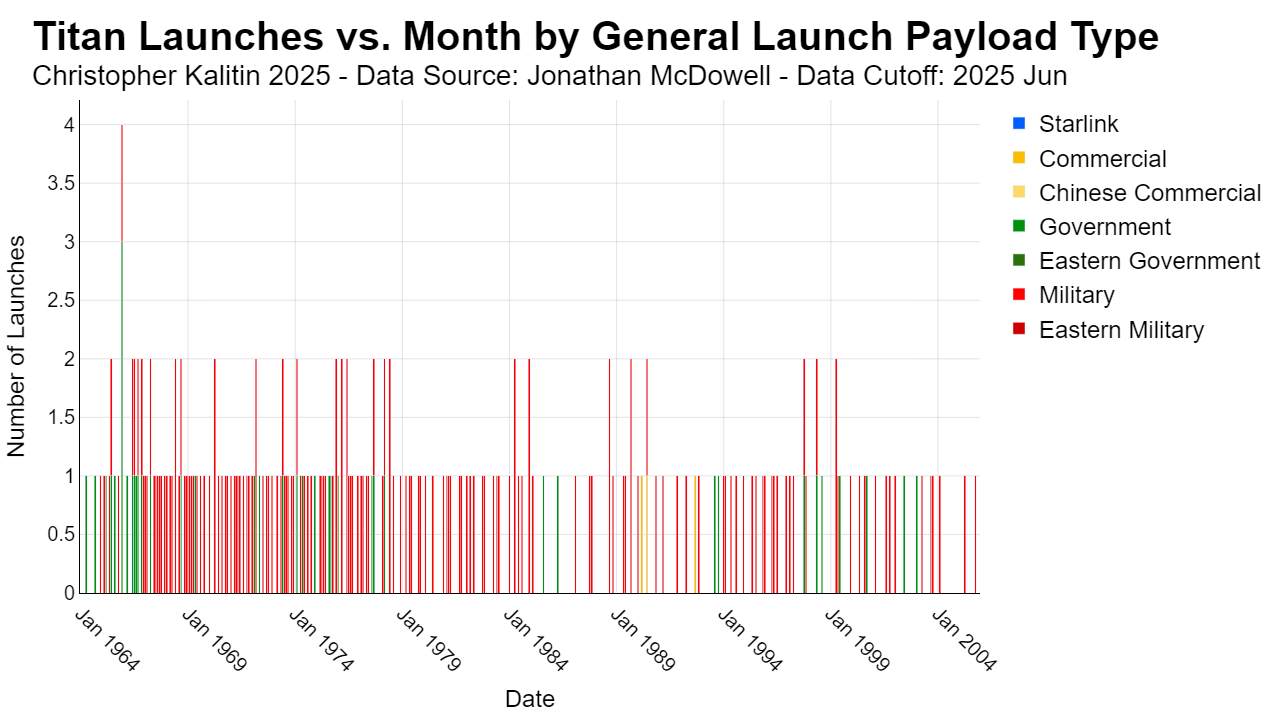 Titan Launches vs. Month by General Launch Payload Type
Christopher Kalitin 2025 - Data Source: Jonathan McDowell - Data Cutoff: 2025 Jun
Number of Launches
4
3.5
3
2.5
2
1.5
1
0.5
0
Jan 1964
Jan 1969
Jan 1974
Jan 1979
Jan 1984
Jan 1989
Jan 1994
Jan 1999
Jan 2004
Date
Starlink
Commercial
Chinese Commercial
Government
Eastern Government
Military
Eastern Military